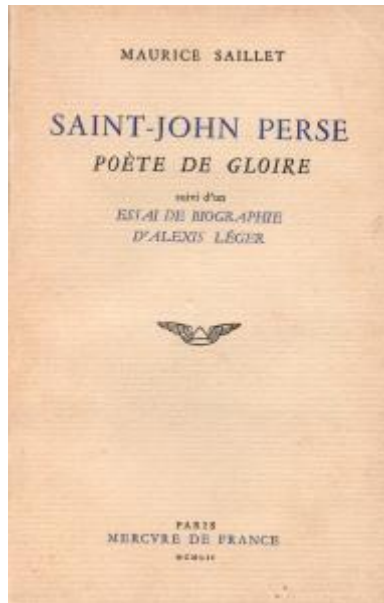 MAURICE SAILLET
SAINT-JOHN PERSE
POÈTE DE GLOIRE
suivi d'un
ESSAI DE BIOGRAPHIE
D'ALEXIS LÉGER
PARIS
MERCVRE DE FRANCE
MCMLII